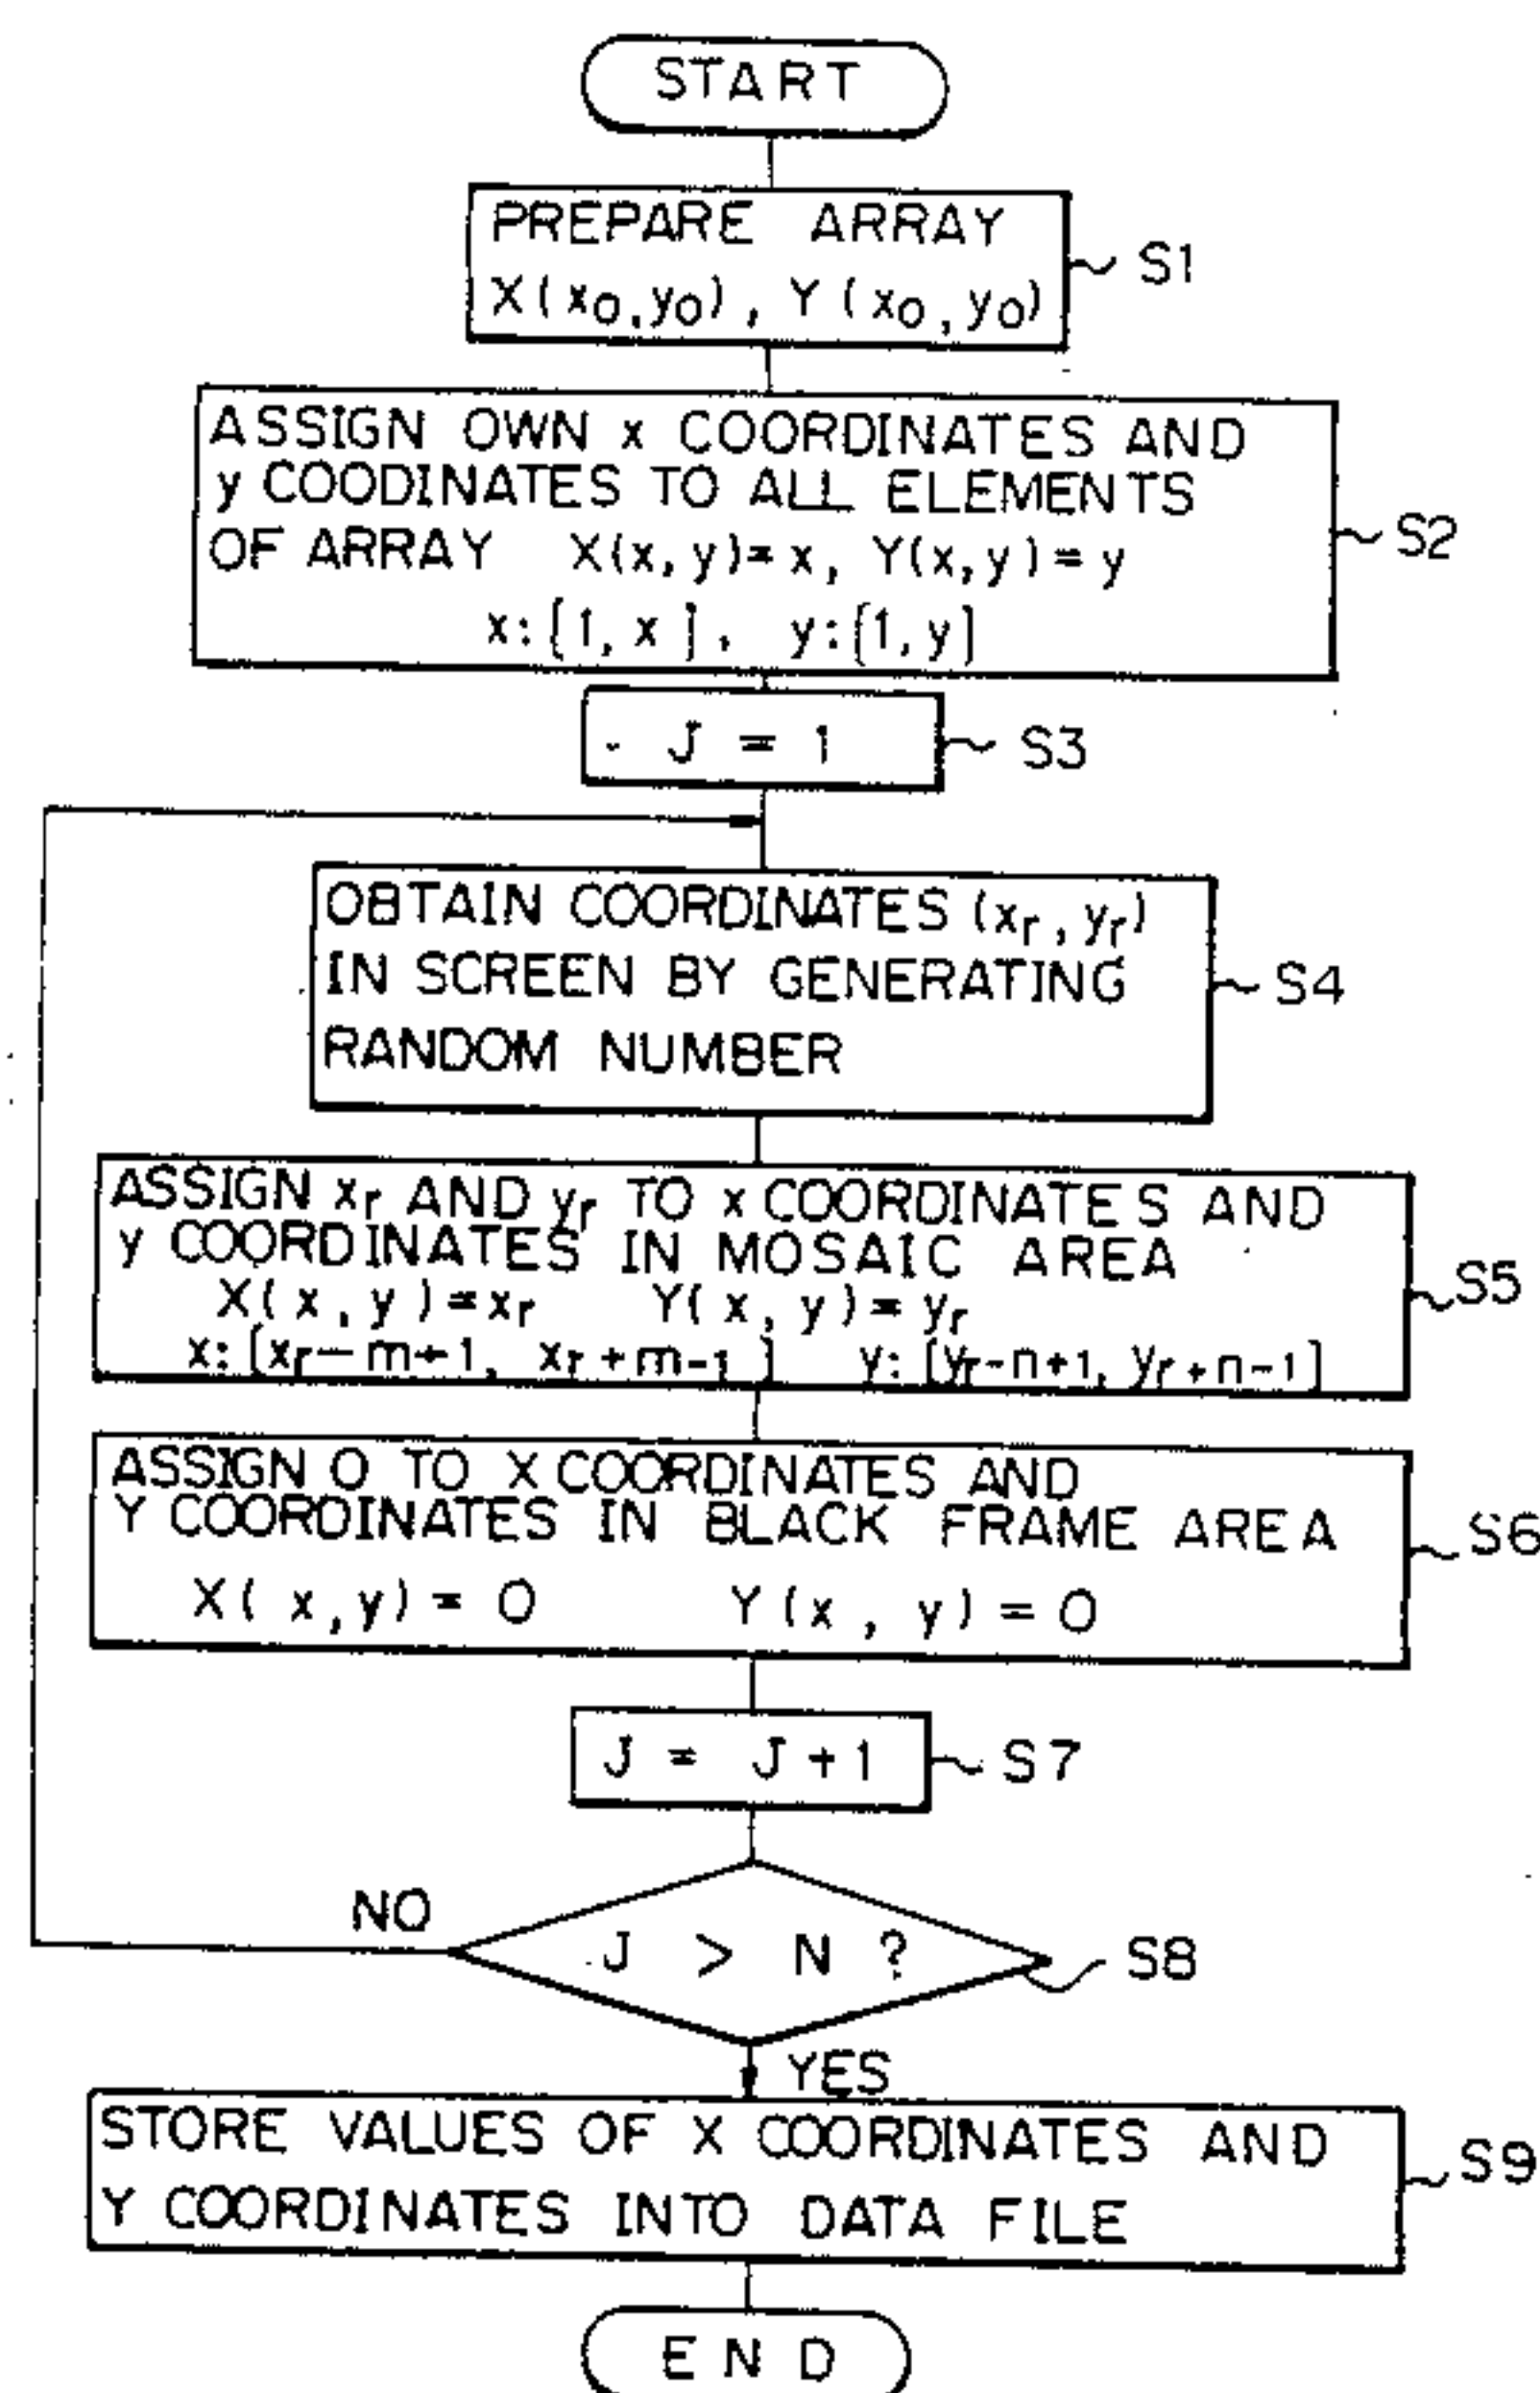 START
PREPARE ARRAY
X(x₀,y₀), Y(x₀,y₀)
S1
ASSIGN OWN x COORDINATES AND
y COODINATES TO ALL ELEMENTS
OF ARRAY X(x,y)=x, Y(x,y)=y
x:[1,x], y:[1,y]
S2
J = 1
S3
OBTAIN COORDINATES (xr,yr)
IN SCREEN BY GENERATING
RANDOM NUMBER
S4
ASSIGN xr AND yr TO x COORDINATES AND
y COORDINATES IN MOSAIC AREA
X(x,y)=xr Y(x,y)=yr
x:[xr-m+1, xr+m-1] y:[yr-n+1, yr+n-1]
S5
ASSIGN 0 TO X COORDINATES AND
Y COORDINATES IN BLACK FRAME AREA
X(x,y)=0 Y(x,y)=0
S6
J = J+1
S7
NO
J > N ?
S8
YES
STORE VALUES OF X COORDINATES AND
Y COORDINATES INTO DATA FILE
S9
END